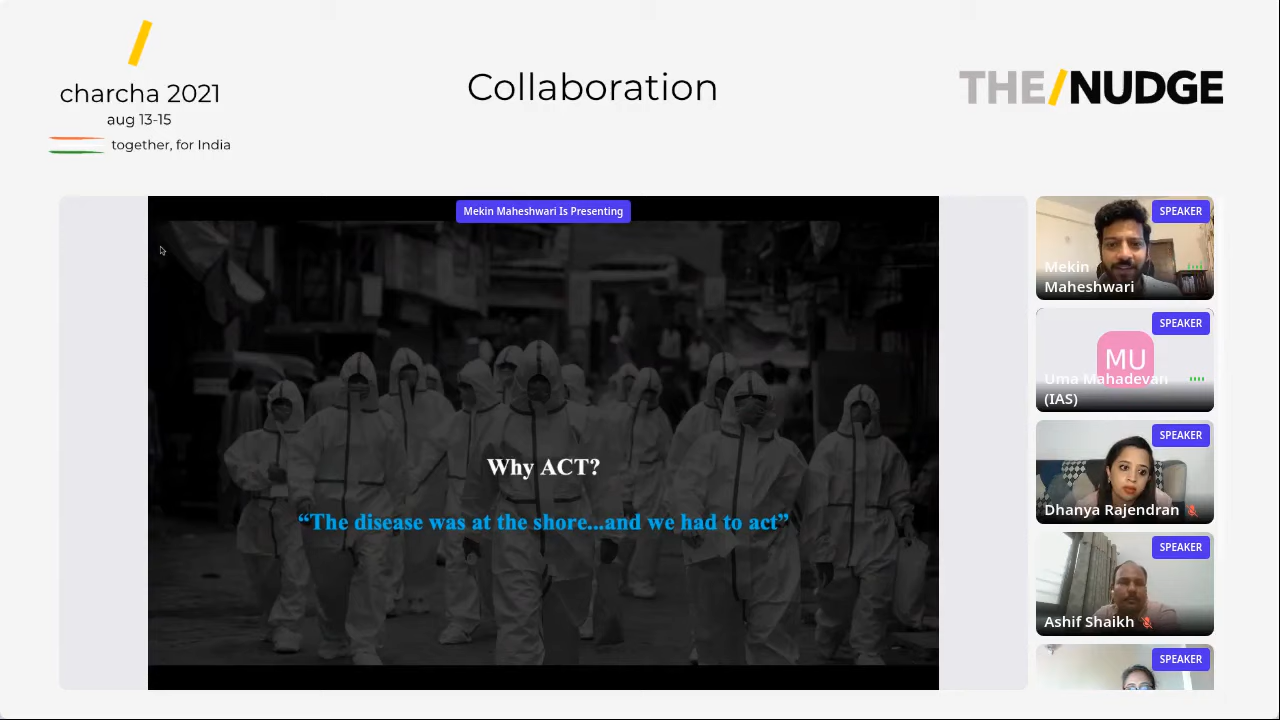 charcha 2021
aug 13-15
together, for India
Collaboration
THE/NUDGE
Mekin Maheshwari Is Presenting
Why ACT?
“The disease was at the shore...and we had to act”
SPEAKER
Mekin
Maheshwari
SPEAKER
MU
Uma Mahadevan
(IAS)
SPEAKER
Dhanya Rajendran
SPEAKER
Ashif Shaikh
SPEAKER